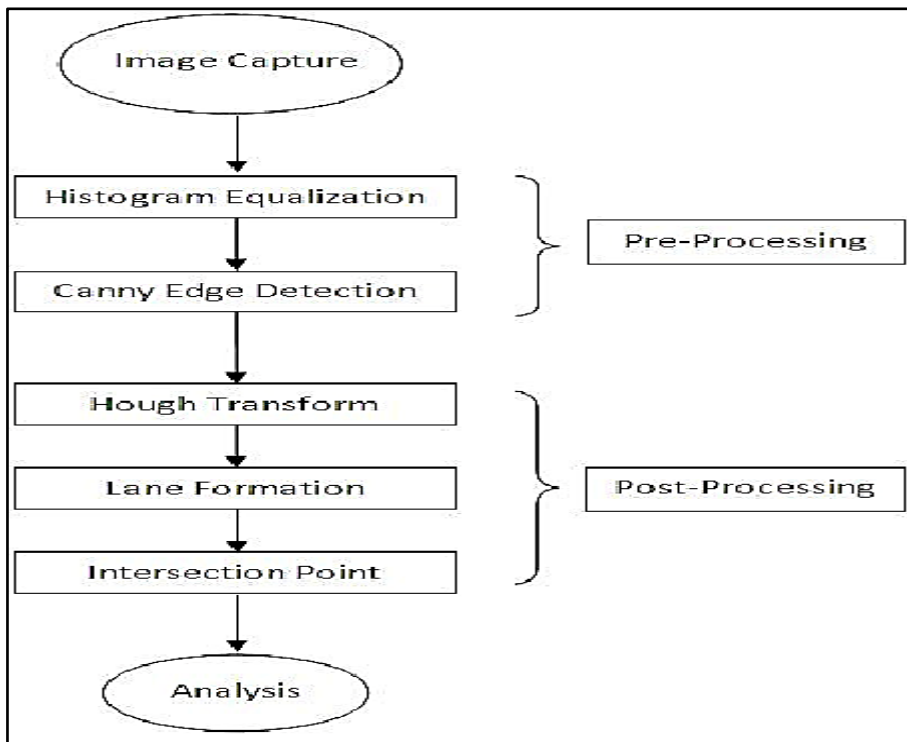 Image Capture
Histogram Equalization
Pre-Processing
Canny Edge Detection
Hough Transform
Lane Formation
Post-Processing
Intersection Point
Analysis